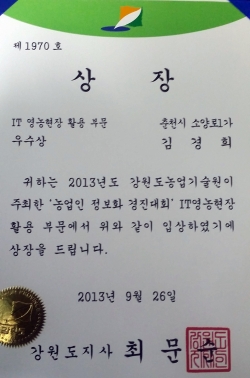 제 1970 호
상 장
IT 영농현장 활용 부문 춘천시 소양로1가
우수상 김경희
귀하는 2013년도 강원도농업기술원이
주최한 '농업인 정보화 경진대회' IT영농현장
활용 부문에서 위와 같이 입상하였기에
상장을 드립니다.
2013년 9월 26일
강원도지사 최문순